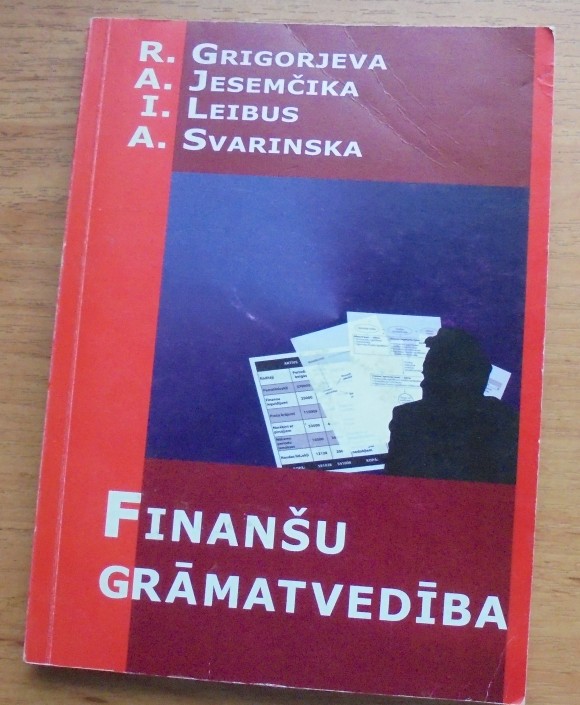 R. GRIGORJEVA
A. JESEMČIKA
I. LEIBUS
A. SVARINSKA
FINANŠU
GRĀMATVEDĪBA